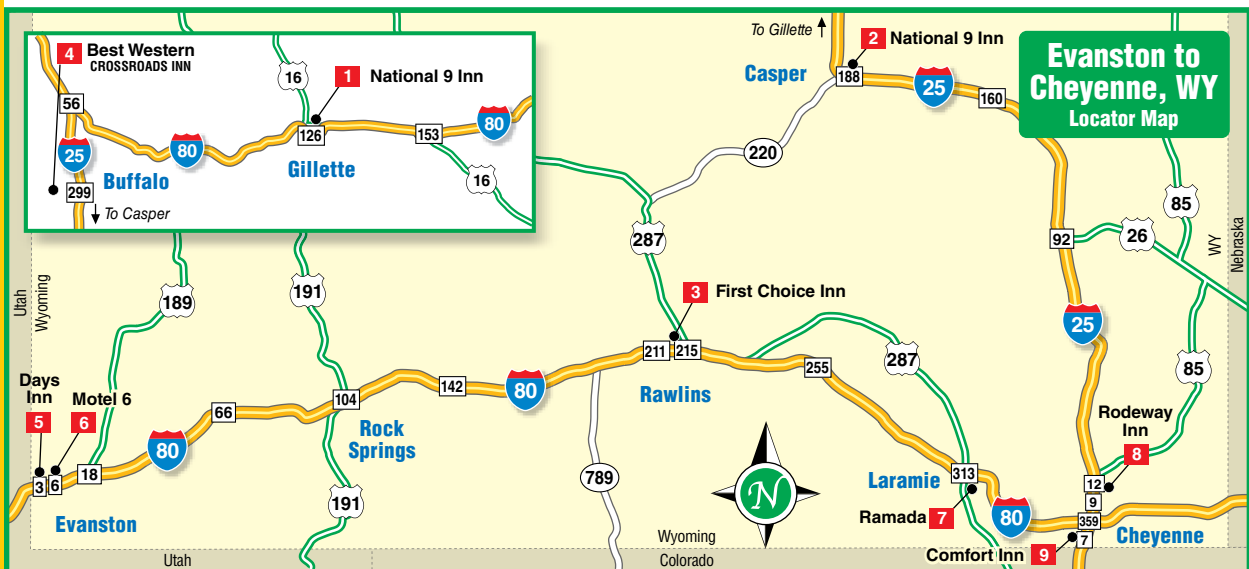 To Gillette
2
National 9 Inn
Casper
188
25
160
Evanston to
Cheyenne, WY
Locator Map
4
Best Western
CROSSROADS INN
16
1
National 9 Inn
56
126
153
80
25
80
Buffalo
Gillette
16
299
To Casper
220
85
287
92
26
WY
Nebraska
Utah
Wyoming
189
191
3
First Choice Inn
25
211
215
287
255
85
Days
Inn
Motel 6
5
6
66
104
142
80
Rawlins
Rock
Springs
80
Rodeway
Inn
8
3
6
18
Evanston
191
789
N
Laramie
313
Ramada
7
80
12
9
359
7
Cheyenne
Comfort Inn
9
Wyoming
Utah
Colorado